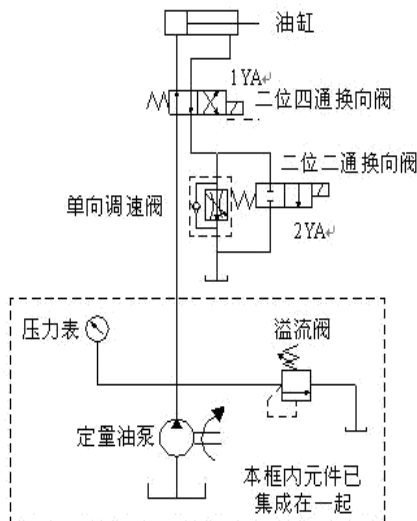 油缸
1YA↵
二位四通换向阀
二位二通换向阀
单向调速阀
2YA↵
压力表
溢流阀
定量油泵
本框内元件已
集成在一起